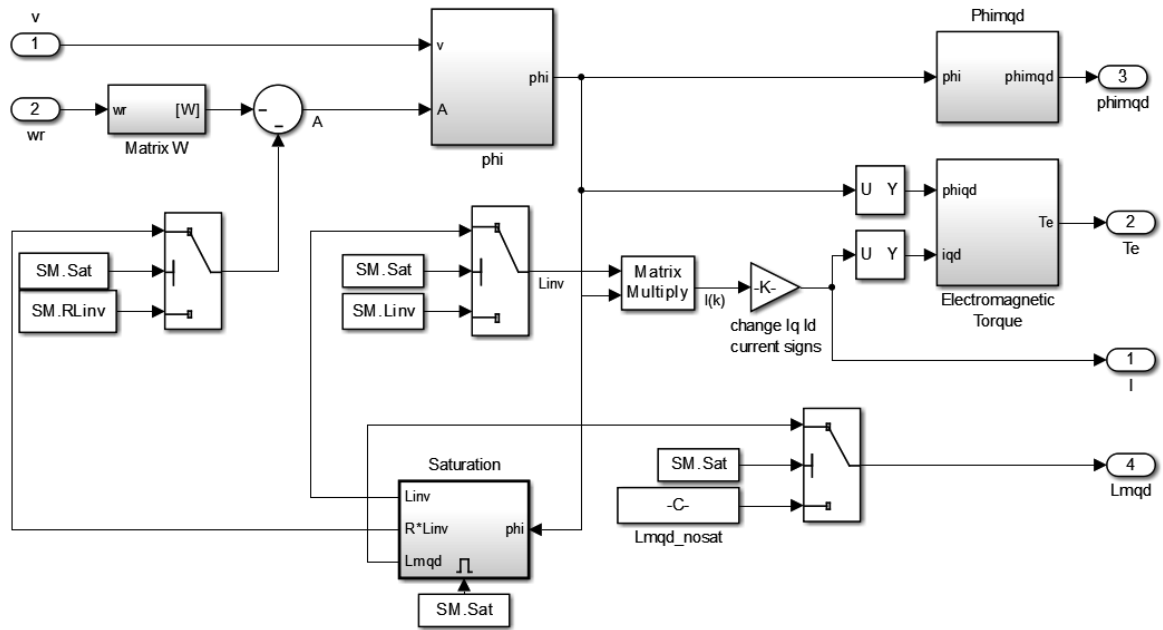 v
1
v
phi
A
phi
Phimqd
phi
phimqd
3
phimqd
2
wr
wr
[W]
Matrix W
-
-
A
U Y
phiqd
Te
iqd
Electromagnetic
Torque
2
Te
U Y
SM.Sat
SM.RLinv
SM.Sat
SM.Linv
Linv
Matrix
Multiply
I(k)
-K-
change Iq Id
current signs
1
I
Saturation
Linv
R*Linv
Lmqd
phi
SM.Sat
SM.Sat
-C-
Lmqd_nosat
4
Lmqd